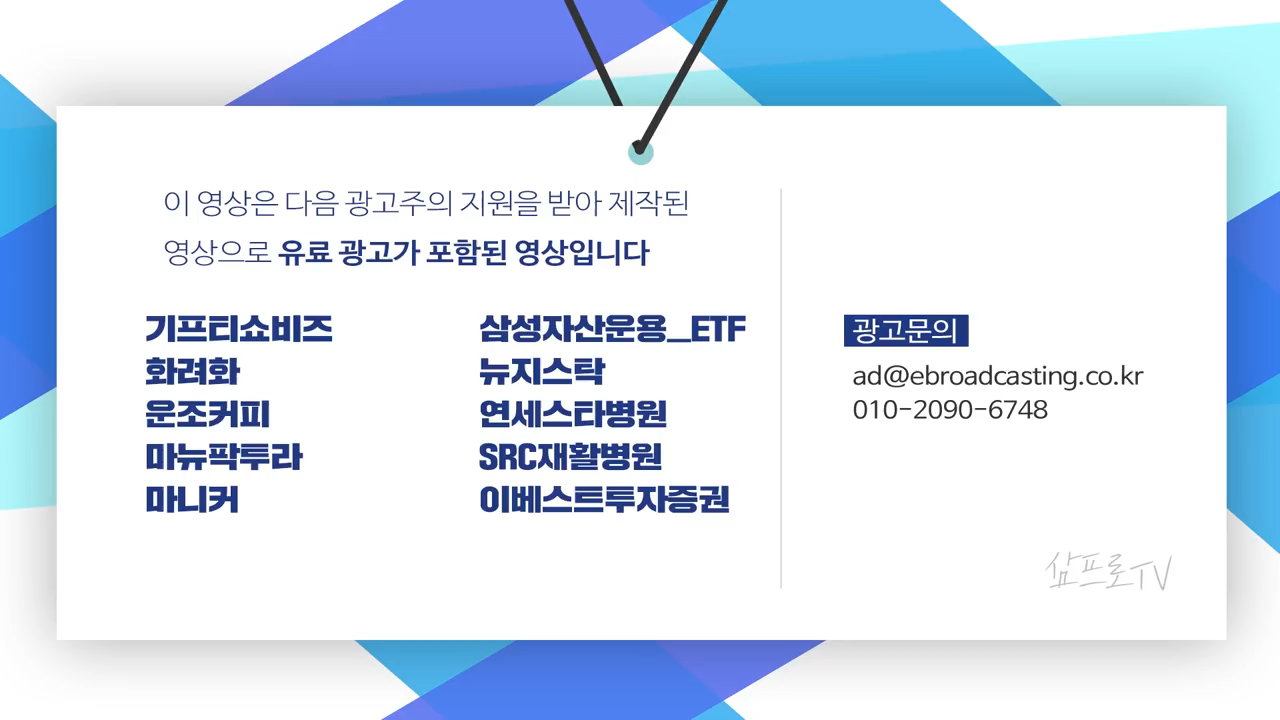 이 영상은 다음 광고주의 지원을 받아 제작된
영상으로 유료 광고가 포함된 영상입니다
기프티쇼비즈
화려화
운조커피
마뉴팍투라
마니커
삼성자산운용_ETF
뉴지스탁
연세스타병원
SRC재활병원
이베스트투자증권
광고문의
ad@ebroadcasting.co.kr
010-2090-6748
삼프로TV